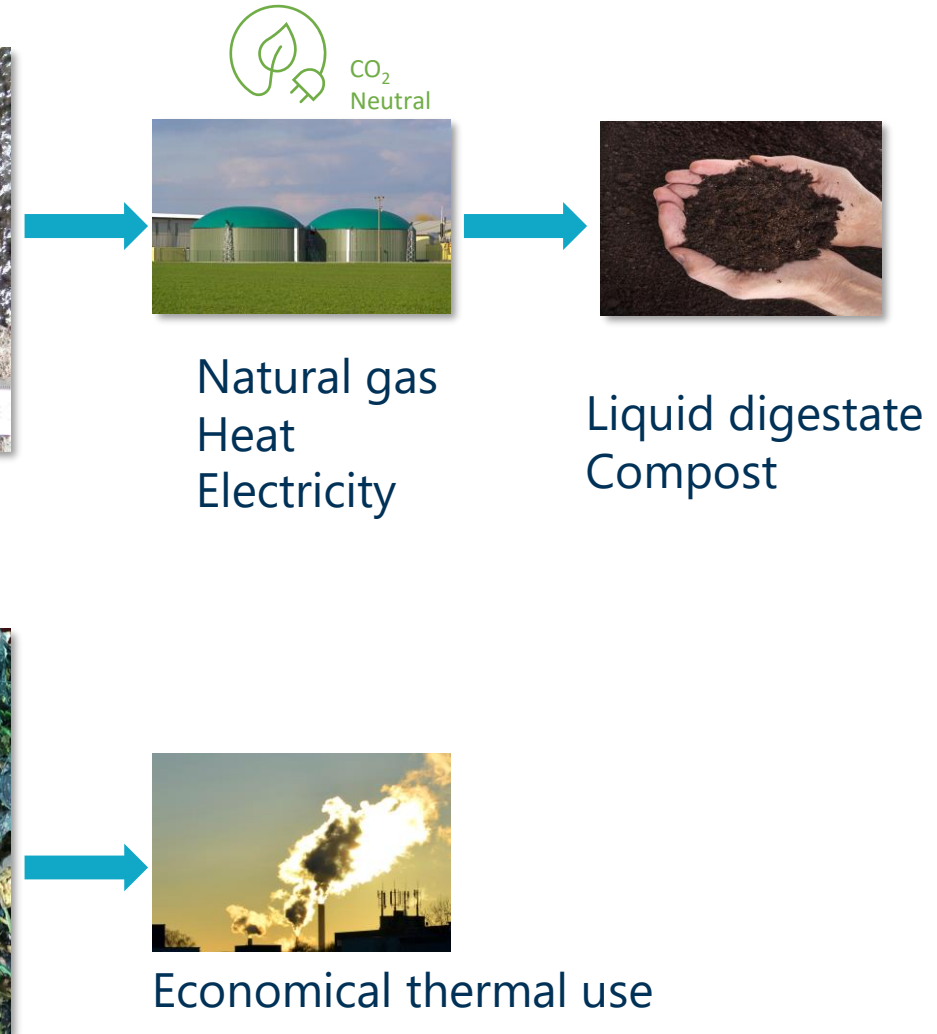 CO₂
Neutral
Natural gas
Heat
Electricity
Liquid digestate
Compost
Economical thermal use